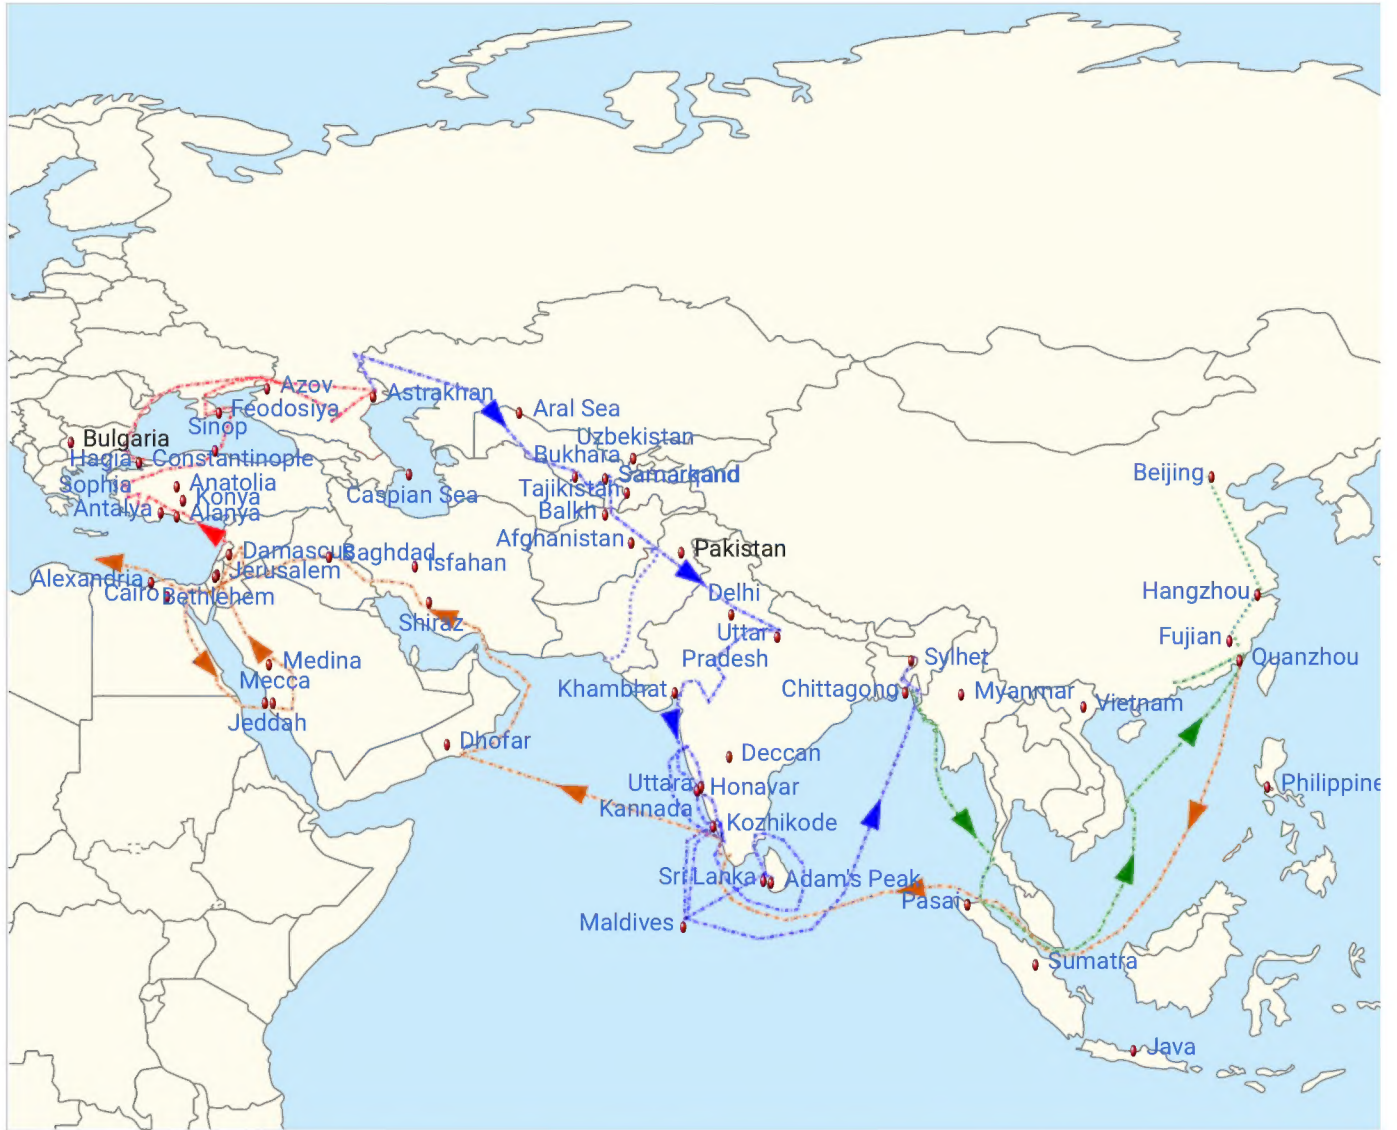 Azov
Astrakhan
Feodosiya
Aral Sea
Sinop
Uzbekistan
Bulgaria
Hagia
Sophia
Constantinople
Bukhara
Samarkand
Beijing
Anatolia
Caspian Sea
Tajikistan
Konya
Antalya
Alanya
Balkh
Afghanistan
Pakistan
Damascus
Baghdad
Isfahan
Alexandria
Jerusalem
Cairo
Bethlehem
Delhi
Hangzhou
Shiraz
Uttar
Pradesh
Fujian
Medina
Sylhet
Quanzhou
Mecca
Khambhat
Chittagong
Myanmar
Vietnam
Jeddah
Dhofar
Deccan
Uttara
Kannada
Honavar
Philippine
Kozhikode
Sri Lanka
Adam's Peak
Pasai
Maldives
Sumatra
Java